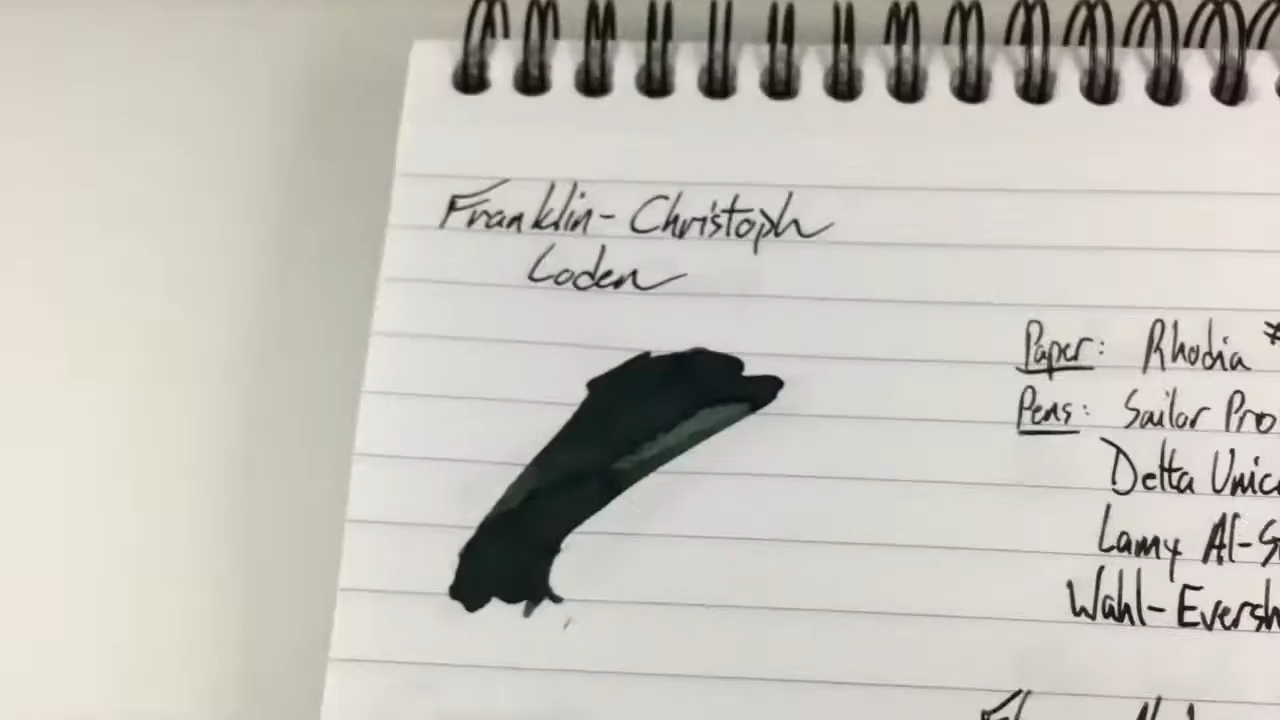 Franklin-Christoph
Loden
Paper: Rhodia #
Pens: Sailor Pro
Delta Unic
Lamy Al-S
Wahl-Eversh